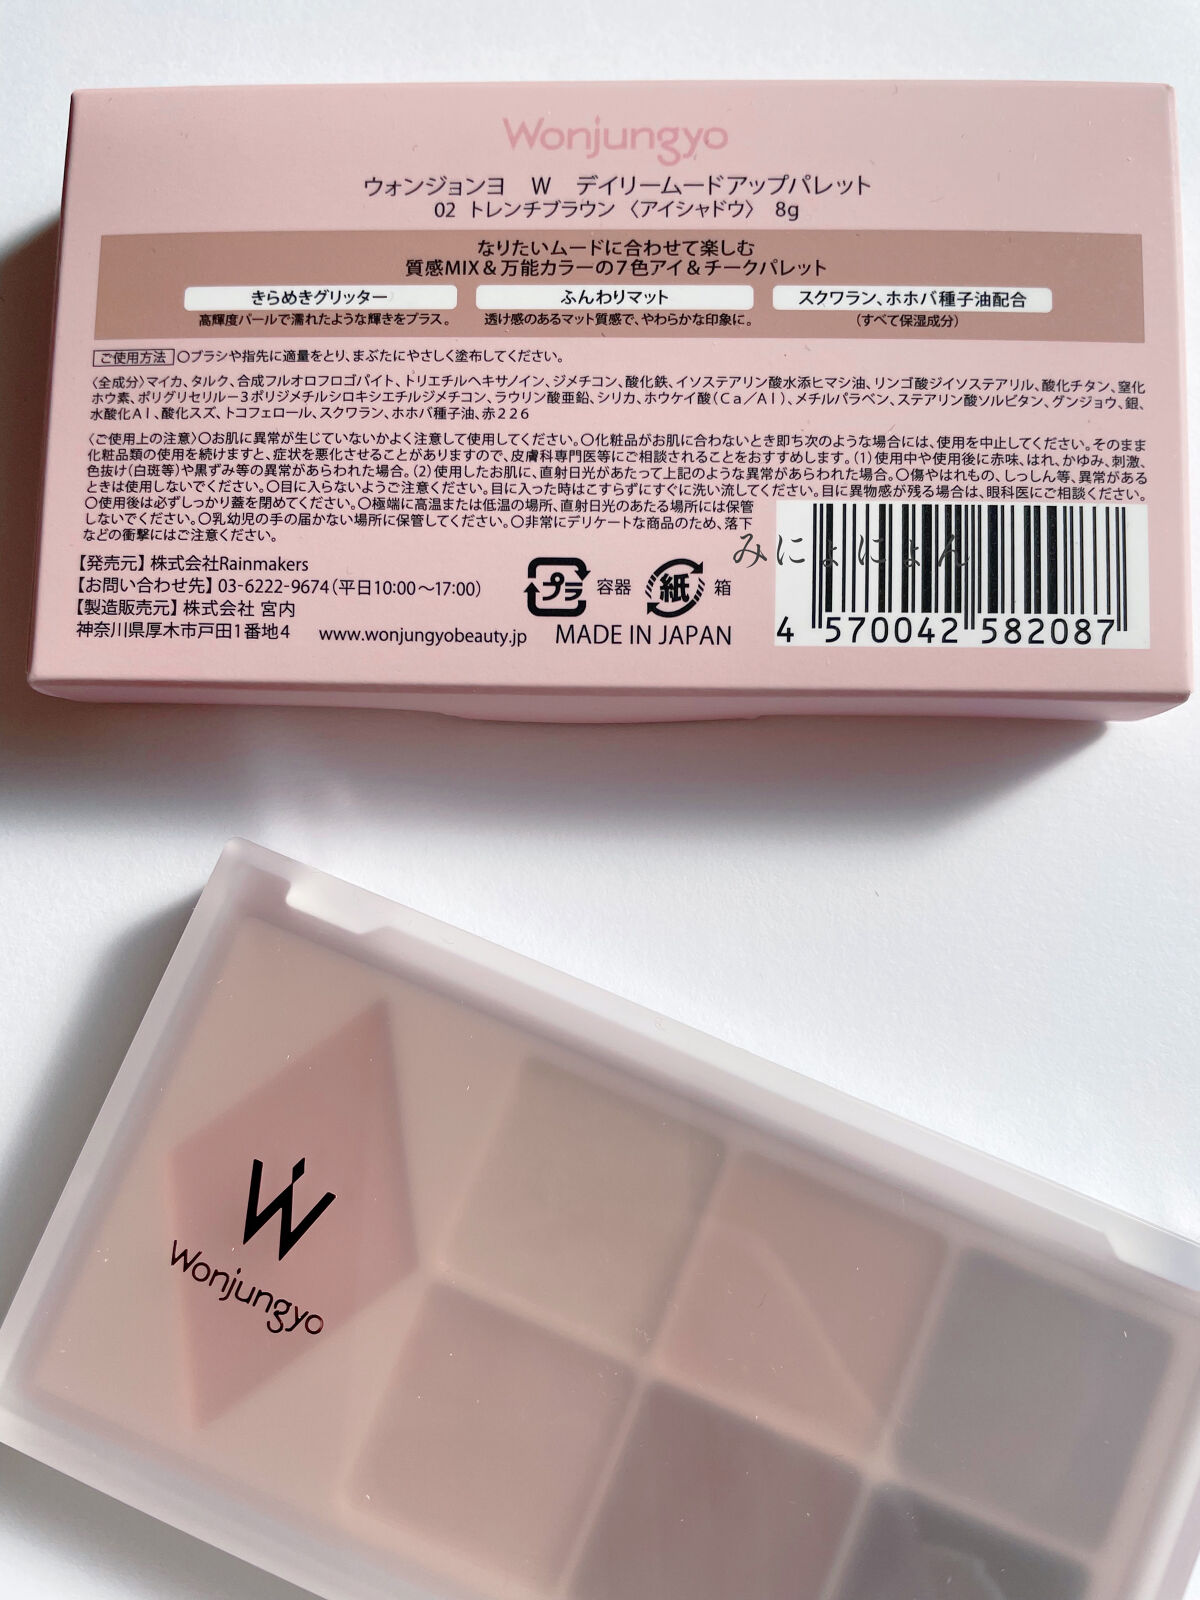 Wonjungyo
ウォンジョンヨ　W　デイリームードアップパレット
02 トレンチブラウン 〈アイシャドウ〉 8g
なりたいムードに合わせて楽しむ
質感MIX＆万能カラーの7色アイ＆チークパレット
きらめきグリッター
高輝度パールで濡れたような輝きをプラス。
ふんわりマット
透け感のあるマット質感で、やわらかな印象に。
スクワラン、ホホバ種子油配合
(すべて保湿成分)
ご使用方法 〇ブラシや指先に適量をとり、まぶたにやさしく塗布してください。
〈全成分〉マイカ、タルク、合成フルオロフロゴパイト、トリエチルヘキサノイン、ジメチコン、酸化鉄、イソステアリン酸水添ヒマシ油、リンゴ酸ジイソステアリル、酸化チタン、窒化
ホウ素、ポリグリセリル－3ポリジメチルシロキシエチルジメチコン、ラウリン酸亜鉛、シリカ、ホウケイ酸(Ca／Al)、メチルパラベン、ステアリン酸ソルビタン、グンジョウ、銀、
水酸化Al、酸化スズ、トコフェロール、スクワラン、ホホバ種子油、赤226
〈ご使用上の注意〉〇お肌に異常が生じていないかよく注意して使用してください。〇化粧品がお肌に合わないとき即ち次のような場合には、使用を中止してください。そのまま
化粧品類の使用を続けますと、症状を悪化させることがありますので、皮膚科専門医等にご相談されることをおすすめします。(1)使用中や使用後に赤味、はれ、かゆみ、刺激、
色抜け(白斑等)や黒ずみ等の異常があらわれた場合。(2)使用したお肌に、直射日光があたって上記のような異常があらわれた場合。〇傷やはれもの、しっしん等、異常がある
ときは使用しないでください。〇目に入らないようご注意ください。目に入った時はこすらずにすぐに洗い流してください。目に異物感が残る場合は、眼科医にご相談ください。
〇使用後は必ずしっかり蓋を閉めてください。〇極端に高温または低温の場所、直射日光のあたる場所には保管
しないでください。〇乳幼児の手の届かない場所に保管してください。〇非常にデリケートな商品のため、落下
などの衝撃にはご注意ください。
みにょにょん
【発売元】株式会社Rainmakers
【お問い合わせ先】03-6222-9674(平日10:00〜17:00)
【製造販売元】株式会社 宮内
神奈川県厚木市戸田1番地4
www.wonjungyobeauty.jp
プラ 容器 紙 箱
MADE IN JAPAN
4 570042 582087
W
Wonjungyo